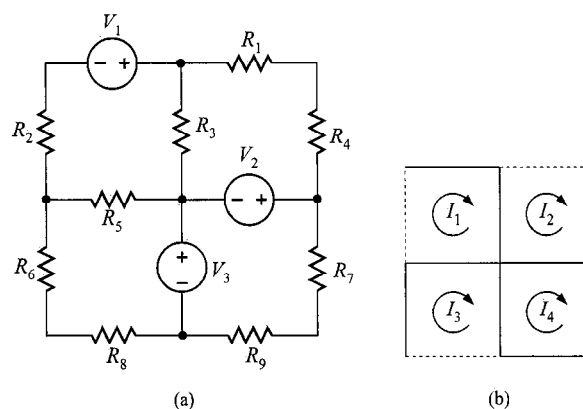 V1
R1
− +
R2
R3
R4
V2
− +
R5
I1
I2
R6
+
−
V3
R7
I3
I4
R8
R9
(a)
(b)